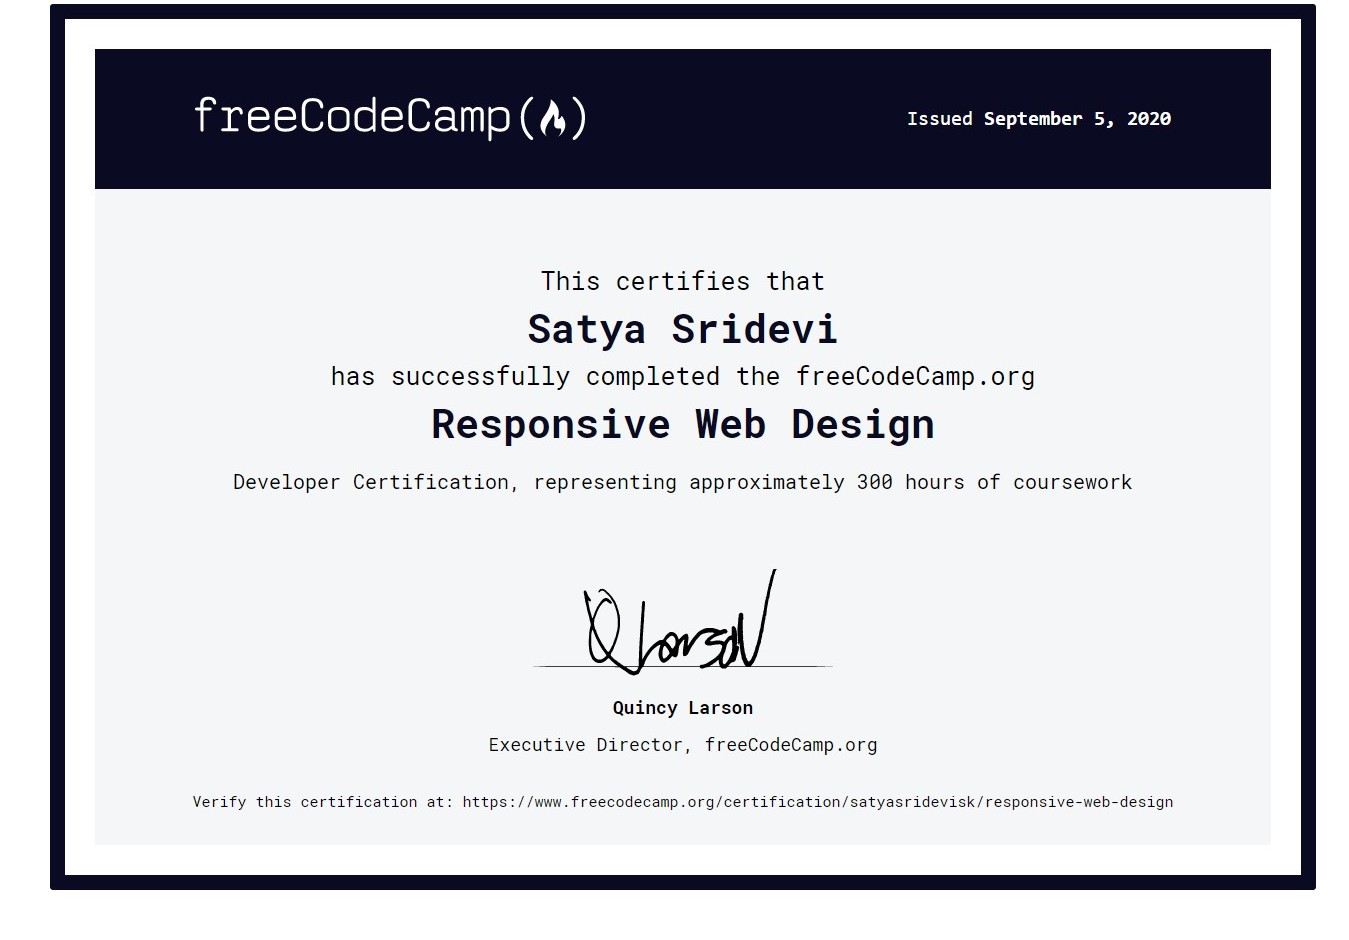 freeCodeCamp(🔥)
Issued September 5, 2020
This certifies that
Satya Sridevi
has successfully completed the freeCodeCamp.org
Responsive Web Design
Developer Certification, representing approximately 300 hours of coursework
Q Larson
Quincy Larson
Executive Director, freeCodeCamp.org
Verify this certification at: https://www.freecodecamp.org/certification/satyasridevisk/responsive-web-design